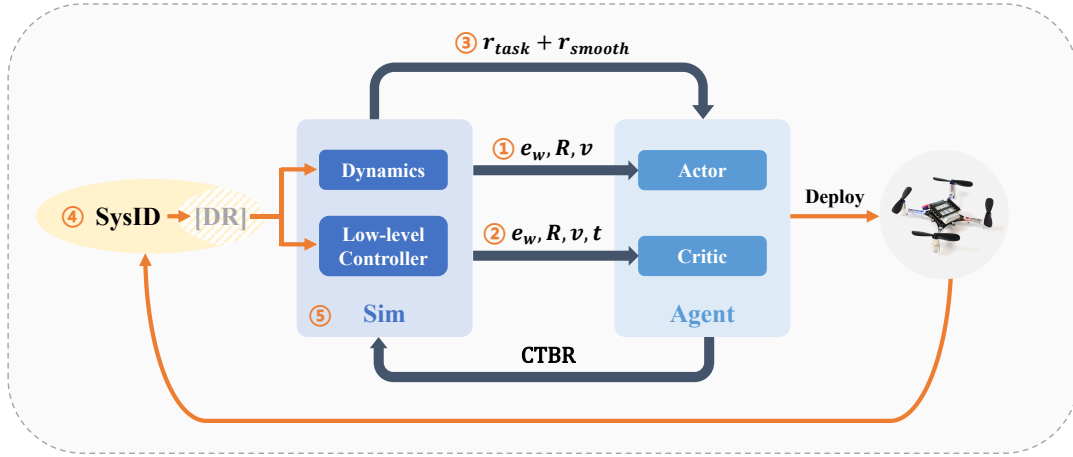 ③ r_task + r_smooth
① e_w, R, v
Dynamics
Actor
④ SysID
[DR]
Deploy
Low-level
Controller
② e_w, R, v, t
Critic
⑤ Sim
Agent
CTBR